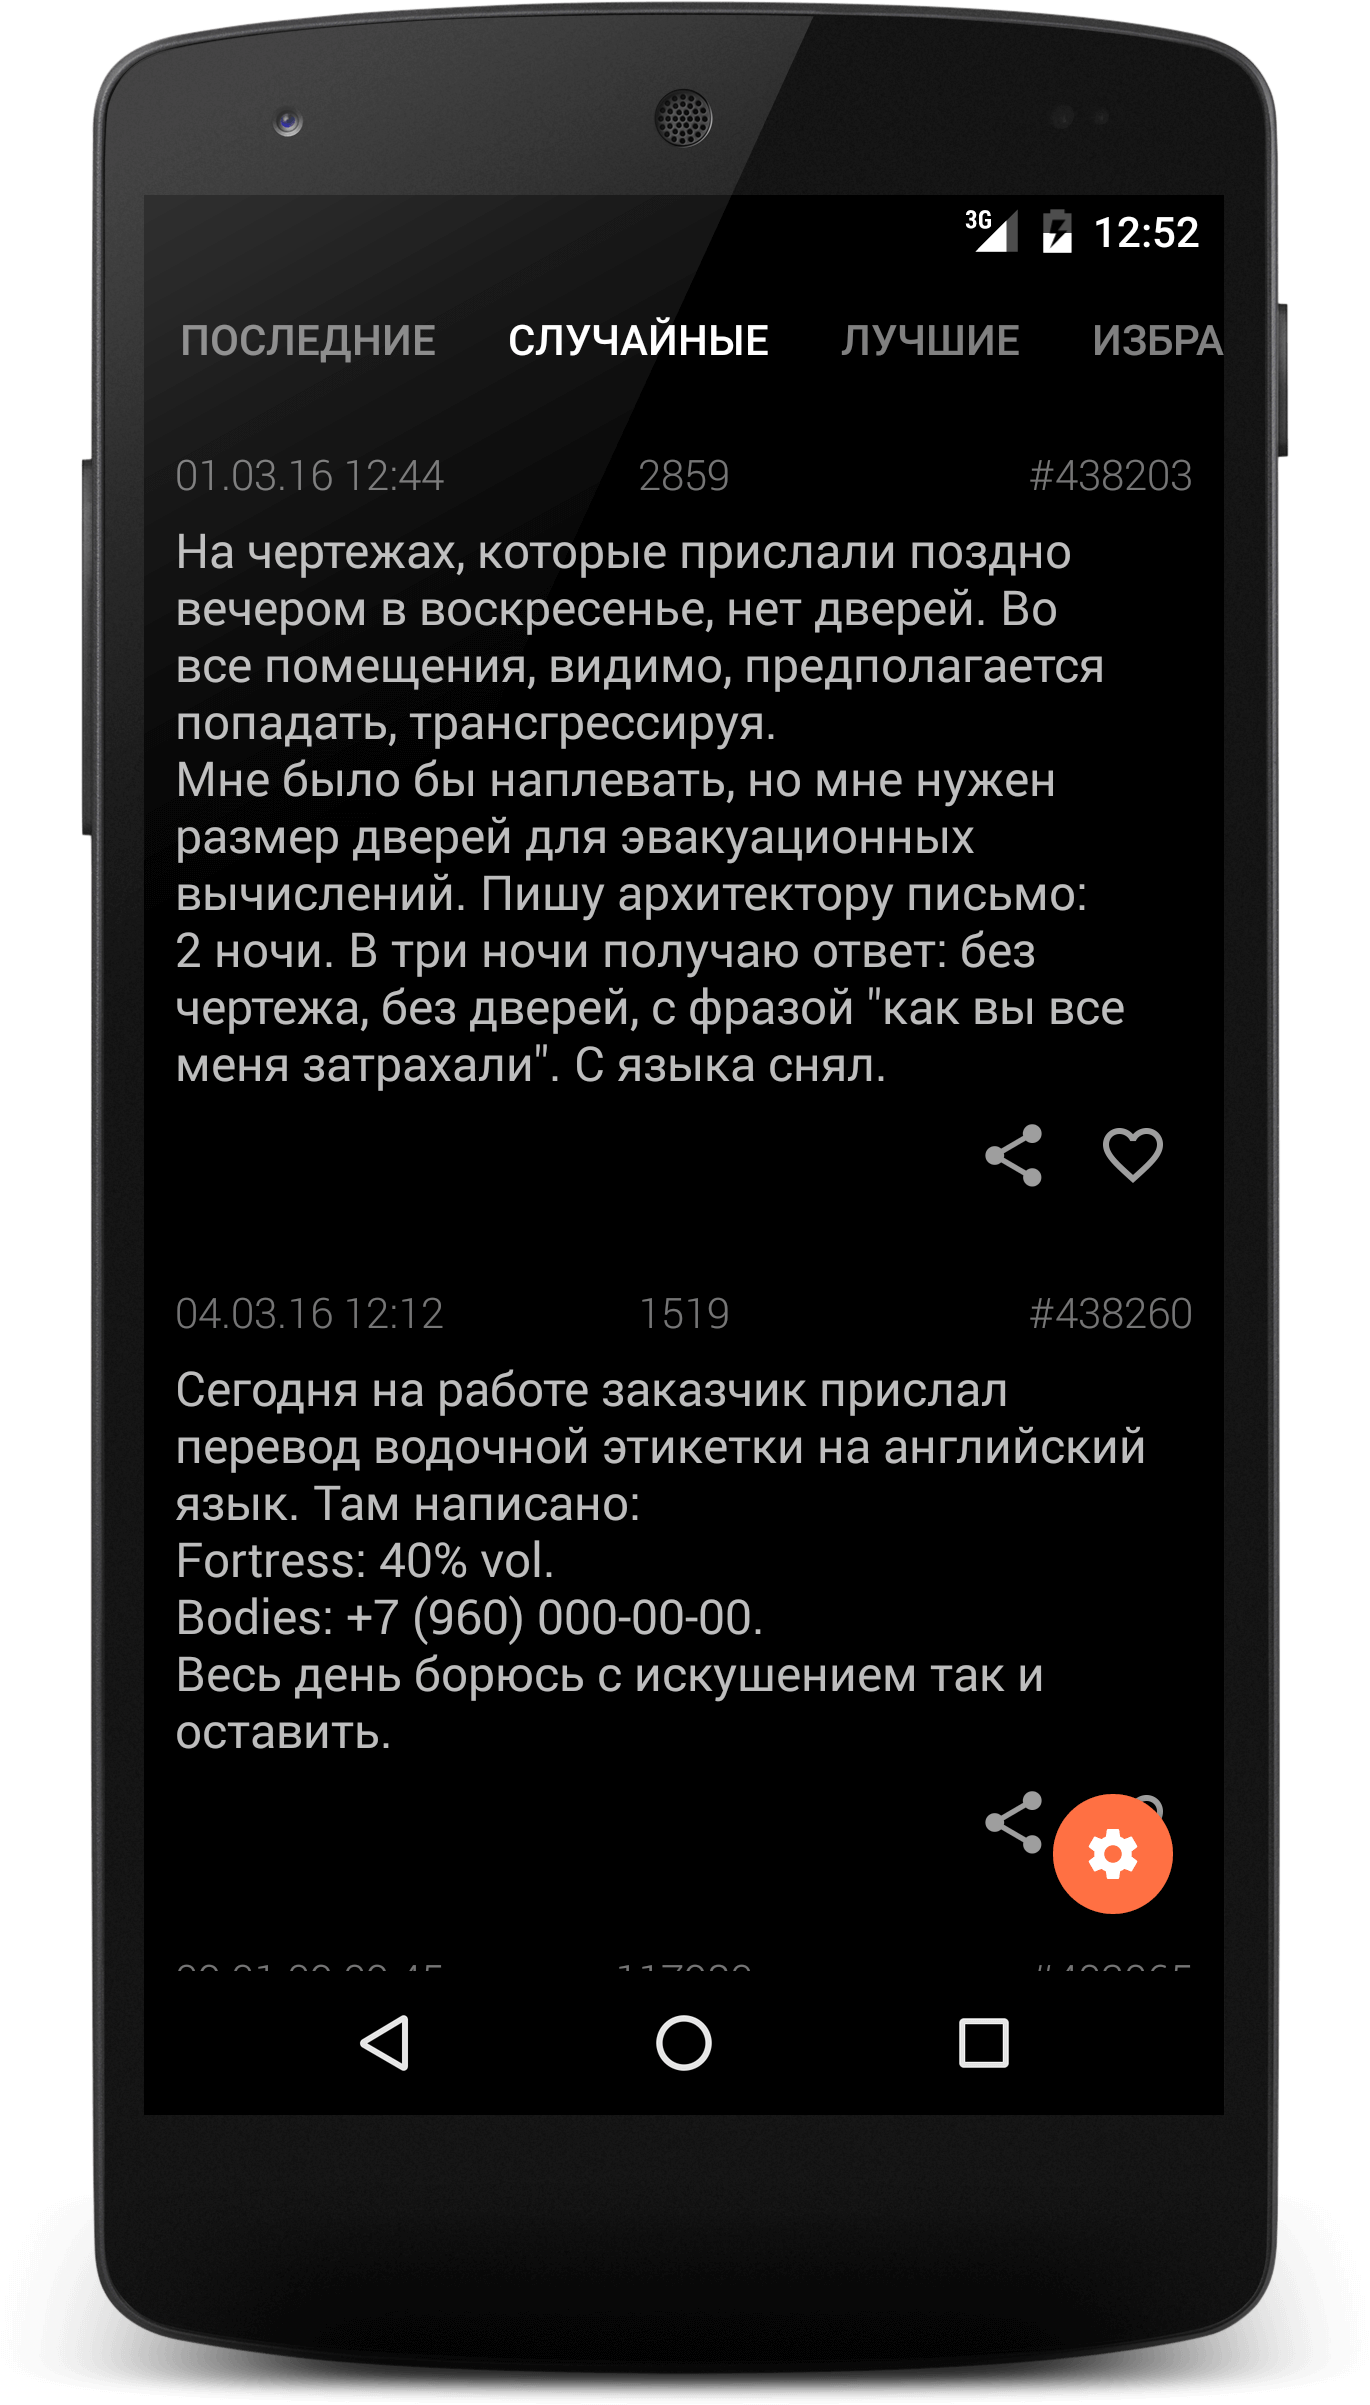 3G 12:52
ПОСЛЕДНИЕ СЛУЧАЙНЫЕ ЛУЧШИЕ ИЗБРА
01.03.16 12:44 2859 #438203
На чертежах, которые прислали поздно
вечером в воскресенье, нет дверей. Во
все помещения, видимо, предполагается
попадать, трансгрессируя.
Мне было бы наплевать, но мне нужен
размер дверей для эвакуационных
вычислений. Пишу архитектору письмо:
2 ночи. В три ночи получаю ответ: без
чертежа, без дверей, с фразой "как вы все
меня затрахали". С языка снял.
04.03.16 12:12 1519 #438260
Сегодня на работе заказчик прислал
перевод водочной этикетки на английский
язык. Там написано:
Fortress: 40% vol.
Bodies: +7 (960) 000-00-00.
Весь день борюсь с искушением так и
оставить.